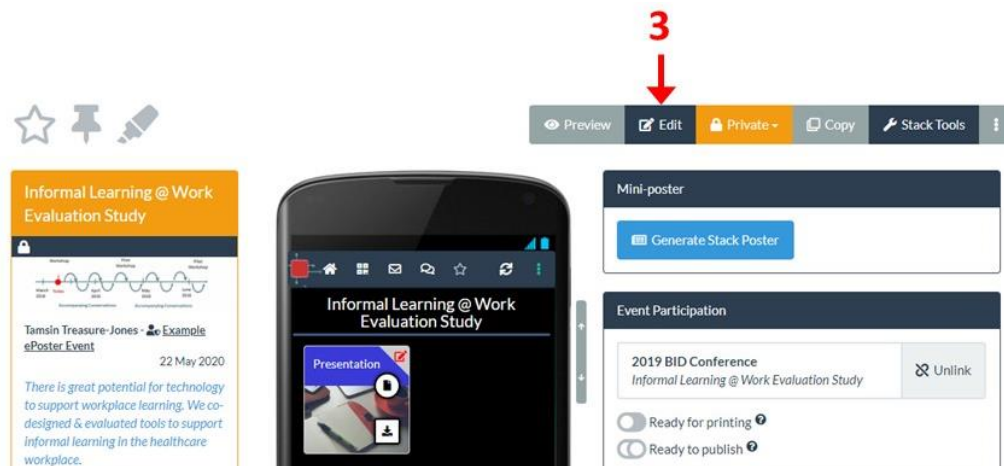 3
Preview Edit Private Copy Stack Tools
Informal Learning @ Work
Evaluation Study
Tamsin Treasure-Jones - Example
ePoster Event
22 May 2020
There is great potential for technology
to support workplace learning. We co-
designed & evaluated tools to support
informal learning in the healthcare
workplace.
Informal Learning @ Work
Evaluation Study
Presentation
Mini-poster
Generate Stack Poster
Event Participation
2019 BID Conference
Informal Learning @ Work Evaluation Study
Unlink
Ready for printing
Ready to publish